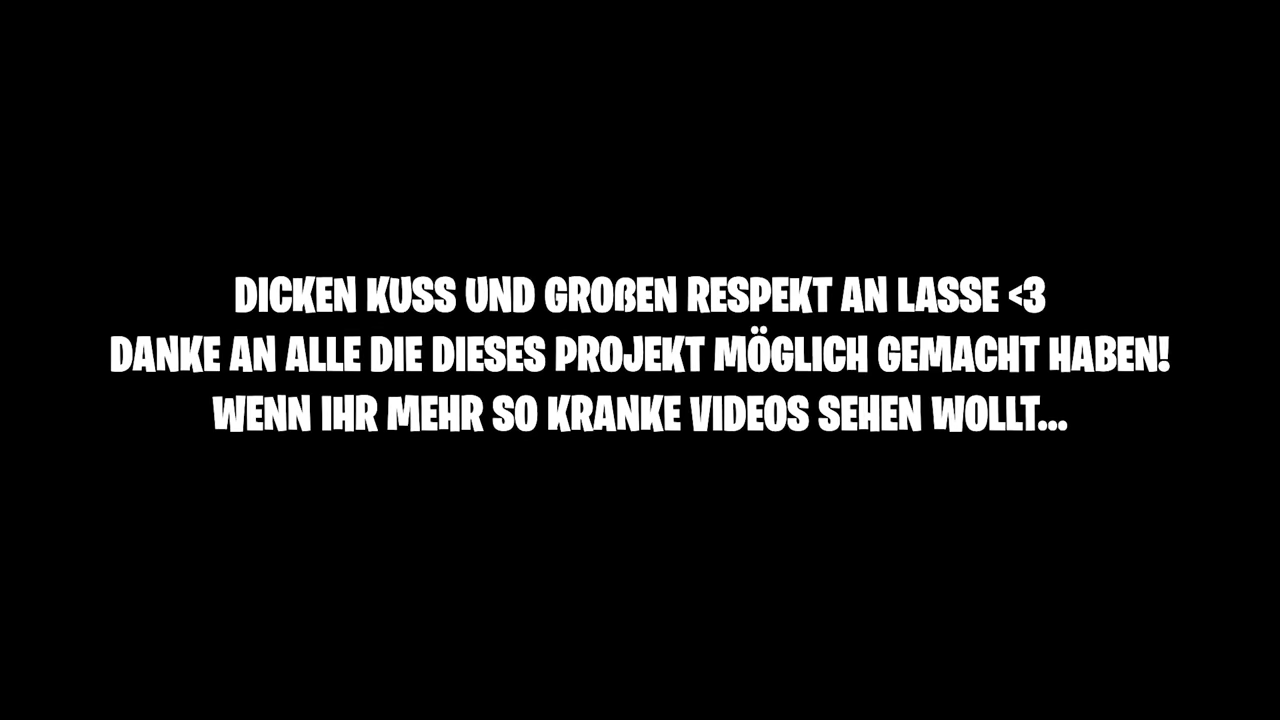 DICKEN KUSS UND GROßEN RESPEKT AN LASSE <3
DANKE AN ALLE DIE DIESES PROJEKT MÖGLICH GEMACHT HABEN!
WENN IHR MEHR SO KRANKE VIDEOS SEHEN WOLLT...